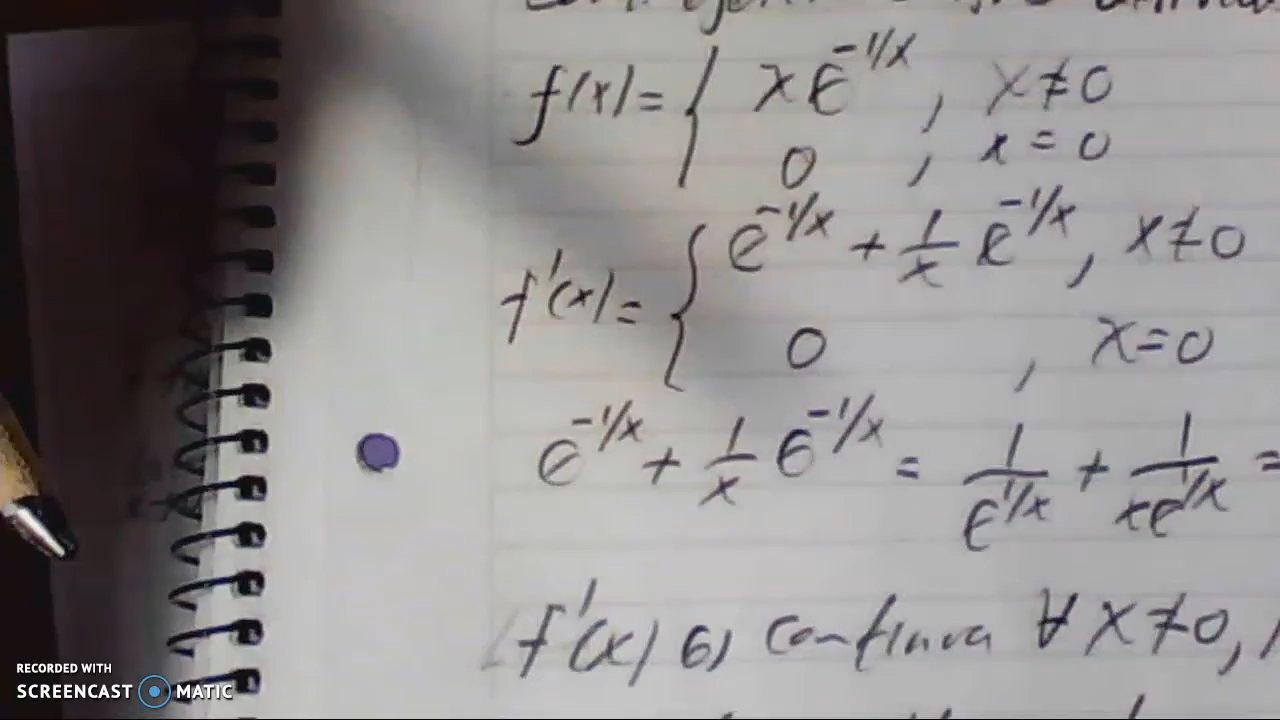 f(x) = { x e^{-1/x} , x ≠ 0
0 , x = 0
f'(x) = { e^{-1/x} + 1/x e^{-1/x} , x ≠ 0
0 , x = 0
e^{-1/x} + 1/x e^{-1/x} = 1/e^{1/x} + 1/(x e^{1/x}) =
f'(x) es continua ∀ x ≠ 0,
RECORDED WITH
SCREENCAST MATIC